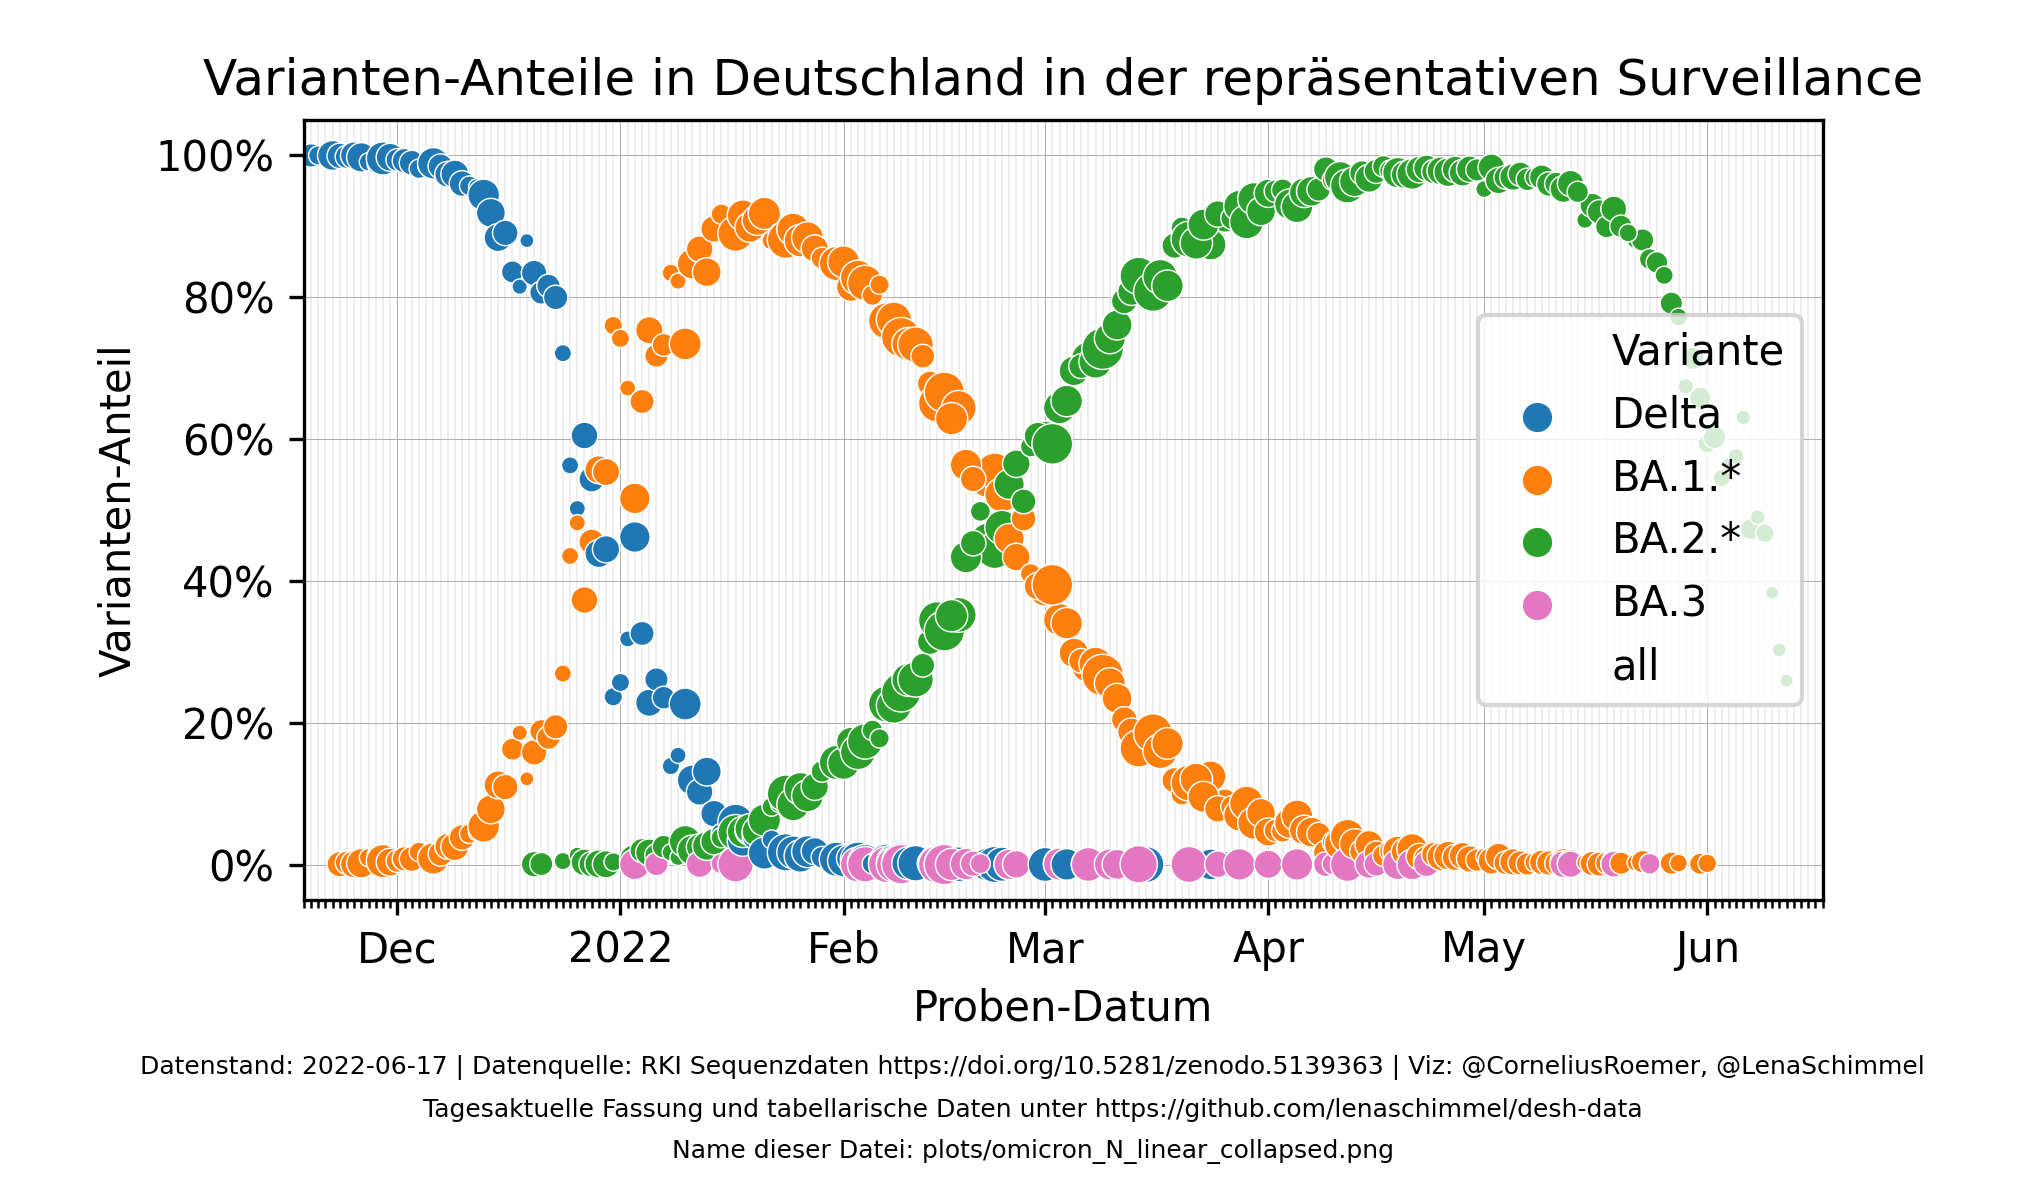 Varianten-Anteile in Deutschland in der repräsentativen Surveillance
Varianten-Anteil
100%
80%
60%
40%
20%
0%
Variante
Delta
BA.1.*
BA.2.*
BA.3
all
Dec 2022 Feb Mar Apr May Jun
Proben-Datum
Datenstand: 2022-06-17 | Datenquelle: RKI Sequenzdaten https://doi.org/10.5281/zenodo.5139363 | Viz: @CorneliusRoemer, @LenaSchimmel
Tagesaktuelle Fassung und tabellarische Daten unter https://github.com/lenaschimmel/desh-data
Name dieser Datei: plots/omicron_N_linear_collapsed.png